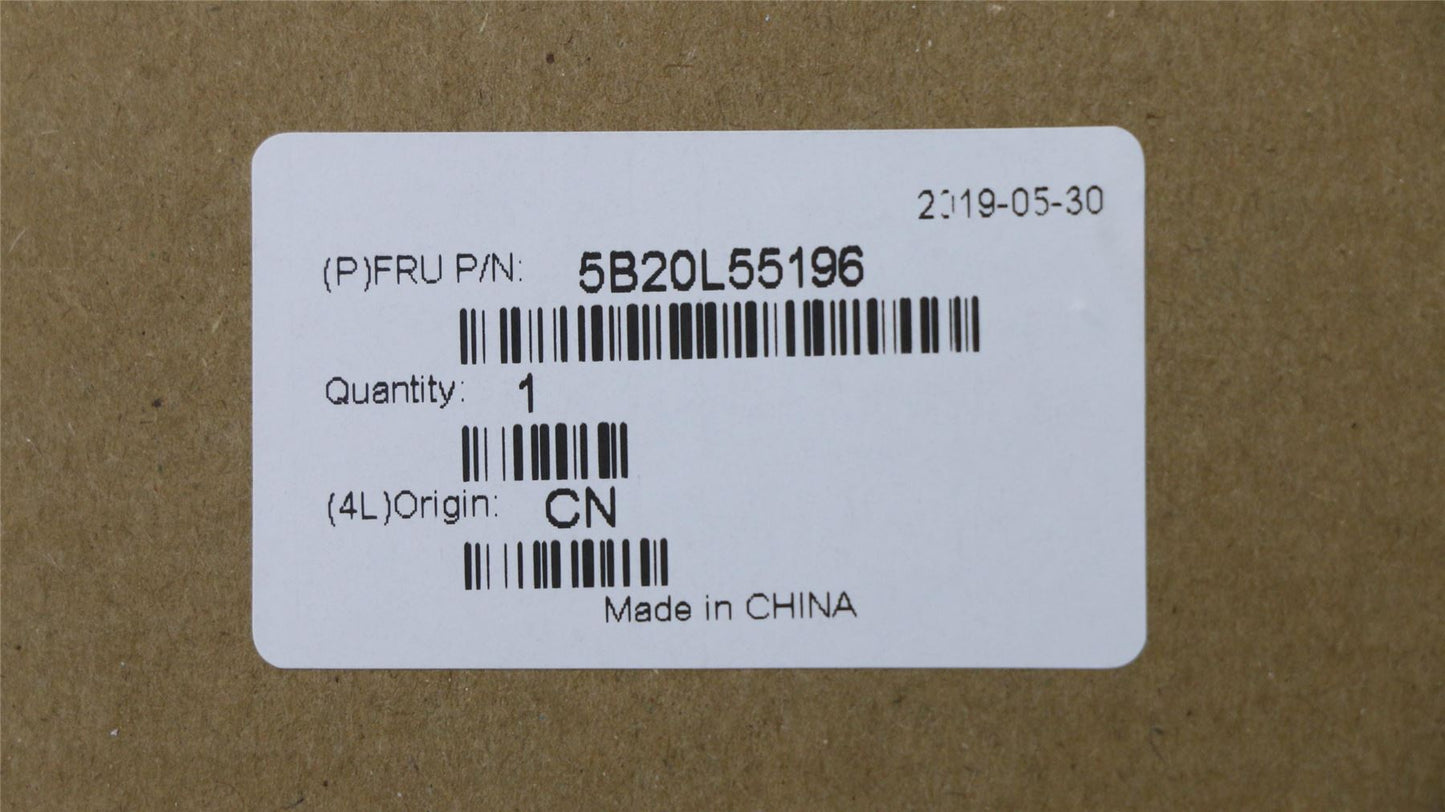 2019-05-30
(P)FRU P/N: 5B20L55196
Quantity: 1
(4L)Origin: CN
Made in CHINA